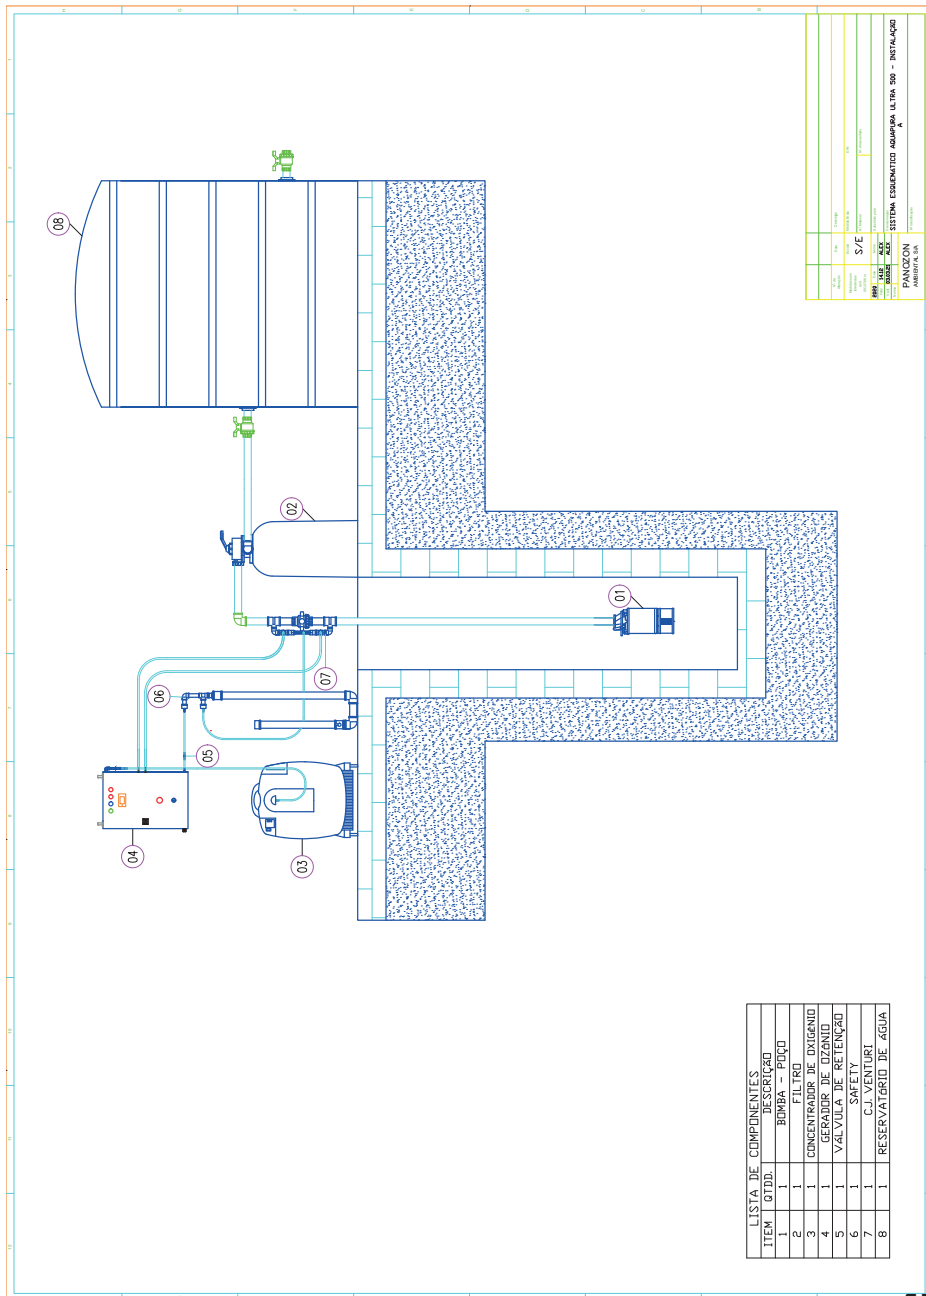 08
02
01
07
06
05
04
03
LISTA DE COMPONENTES
ITEM QTDD. DESCRIÇÃO
1 1 BOMBA - POÇO
2 1 FILTRO
3 1 CONCENTRADOR DE OXIGÊNIO
4 1 GERADOR DE OZÔNIO
5 1 VÁLVULA DE RETENÇÃO
6 1 SAFETY
7 1 CJ. VENTURI
8 1 RESERVATÓRIO DE ÁGUA
S/E
ALEX
ALEX
PANOZON
AMBIENTAL S/A
SISTEMA ESQUEMÁTICO AQUAPURA ULTRA 500 - INSTALAÇÃO
A